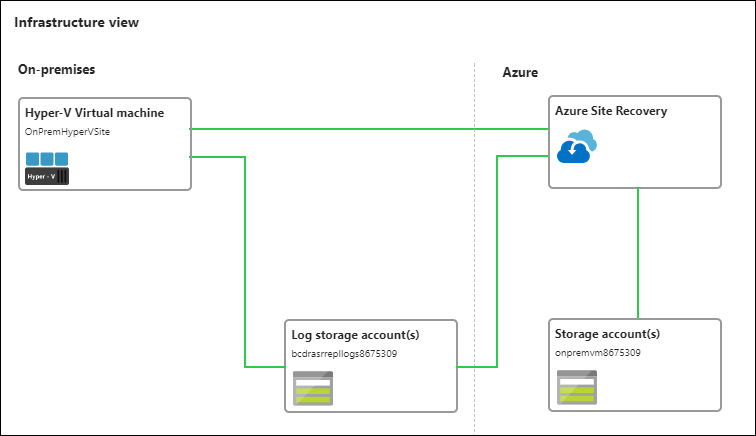 Infrastructure view
On-premises
Azure
Hyper-V Virtual machine
OnPremHyperVSite
Hyper - V
Azure Site Recovery
Log storage account(s)
bcdrasrrepllogs8675309
Storage account(s)
onpremvm8675309